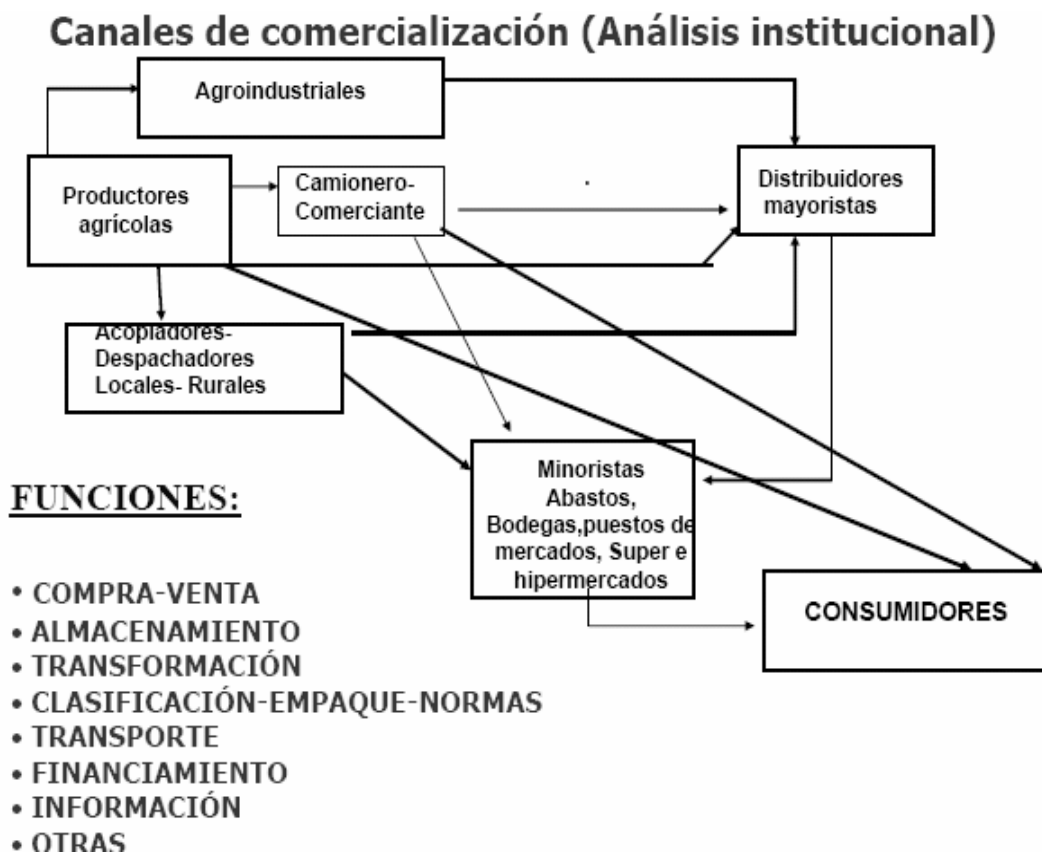 Canales de comercialización (Análisis institucional)
Agroindustriales
Productores
agrícolas
Camionero-
Comerciante
Distribuidores
mayoristas
Acopiadores-
Despachadores
Locales- Rurales
Minoristas
Abastos,
Bodegas,puestos de
mercados, Super e
hipermercados
CONSUMIDORES
FUNCIONES:
• COMPRA-VENTA
• ALMACENAMIENTO
• TRANSFORMACIÓN
• CLASIFICACIÓN-EMPAQUE-NORMAS
• TRANSPORTE
• FINANCIAMIENTO
• INFORMACIÓN
• OTRAS